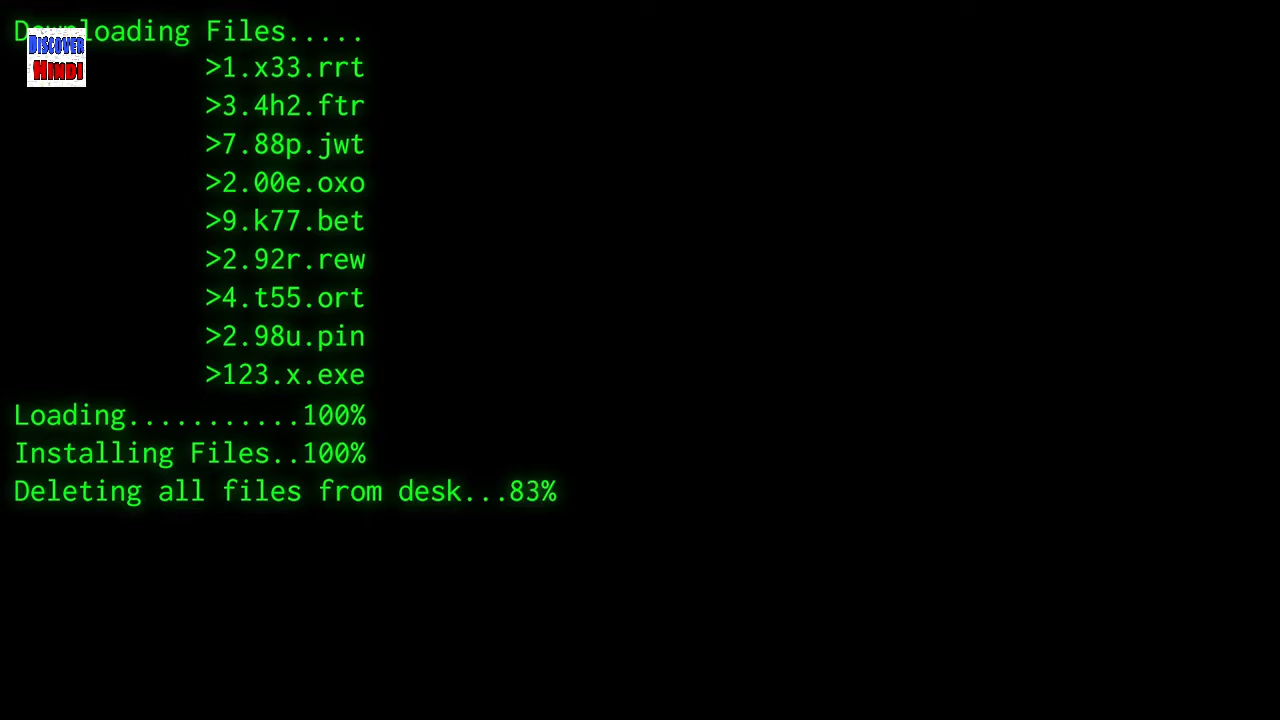 Downloading Files.....
DISCOVER
HINDI
>1.x33.rrt
>3.4h2.ftr
>7.88p.jwt
>2.00e.oxo
>9.k77.bet
>2.92r.rew
>4.t55.ort
>2.98u.pin
>123.x.exe
Loading...........100%
Installing Files..100%
Deleting all files from desk...83%